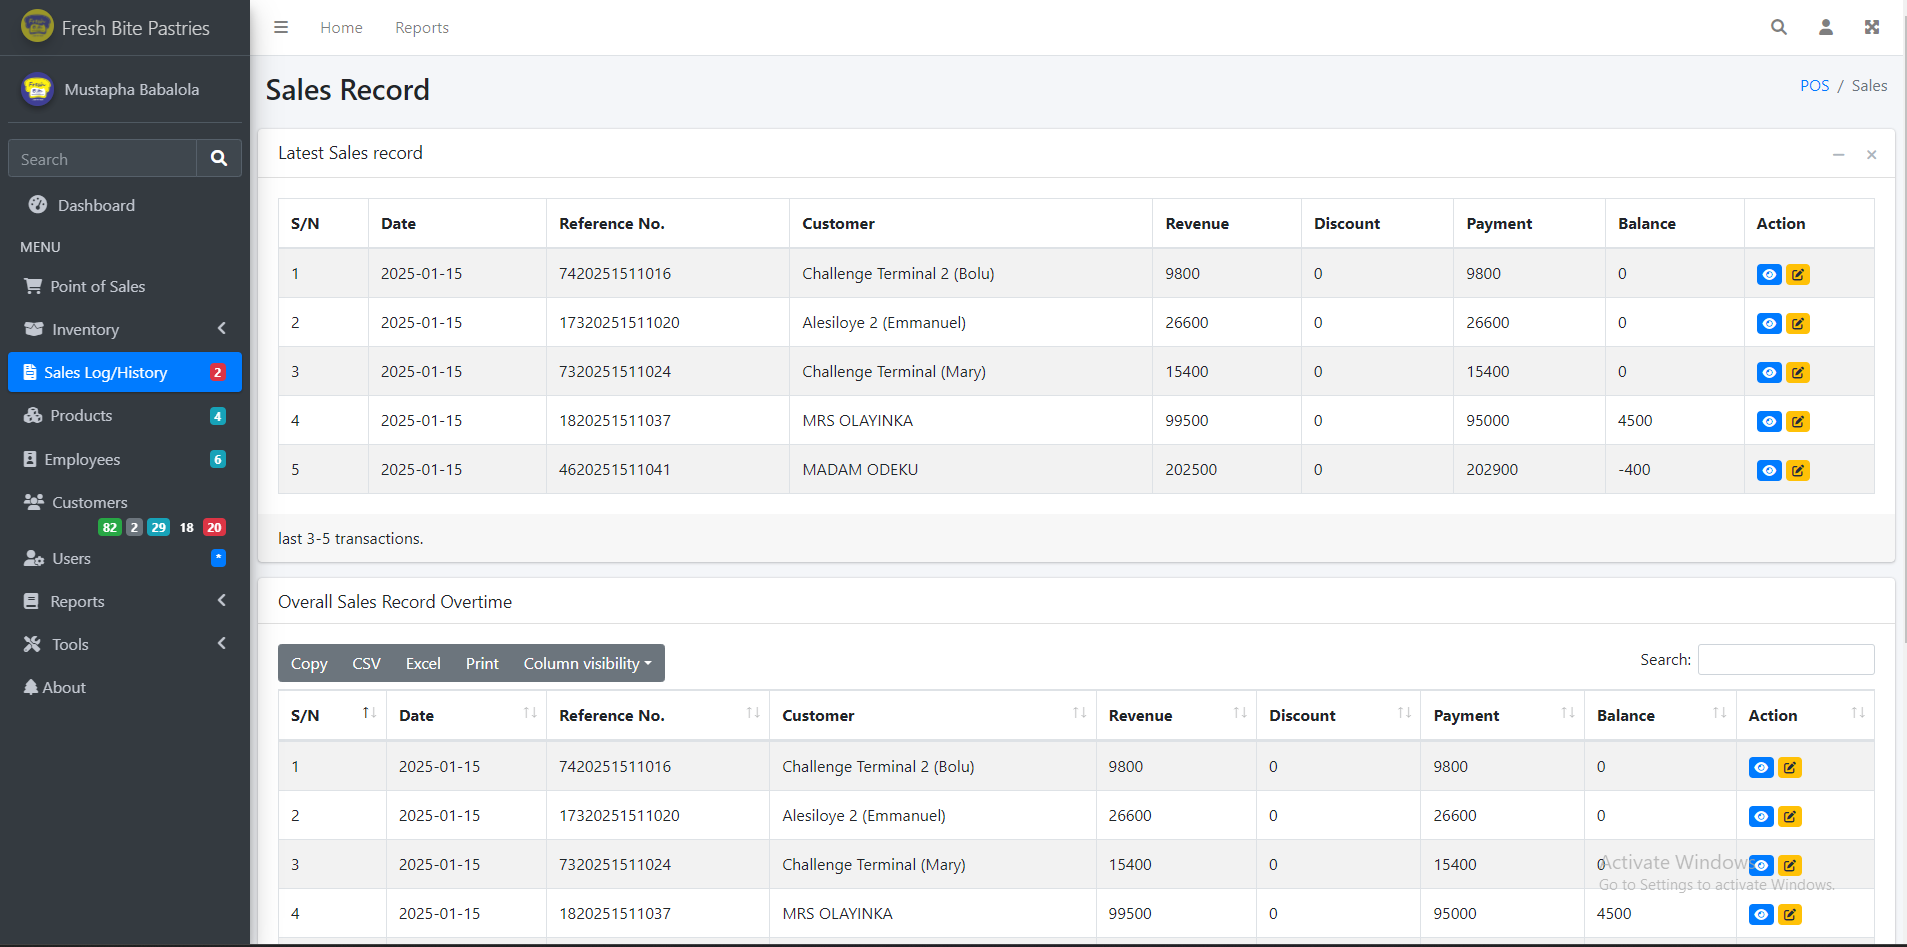 Fresh Bite Pastries
Home
Reports
Mustapha Babalola
Sales Record
POS / Sales
Search
Dashboard
MENU
Point of Sales
Inventory
Sales Log/History 2
Products 4
Employees 6
Customers
82 2 29 18 20
Users *
Reports
Tools
About
Latest Sales record
S/N Date Reference No. Customer Revenue Discount Payment Balance Action
1 2025-01-15 7420251511016 Challenge Terminal 2 (Bolu) 9800 0 9800 0
2 2025-01-15 17320251511020 Alesiloye 2 (Emmanuel) 26600 0 26600 0
3 2025-01-15 7320251511024 Challenge Terminal (Mary) 15400 0 15400 0
4 2025-01-15 1820251511037 MRS OLAYINKA 99500 0 95000 4500
5 2025-01-15 4620251511041 MADAM ODEKU 202500 0 202900 -400
last 3-5 transactions.
Overall Sales Record Overtime
Copy CSV Excel Print Column visibility
Search:
S/N Date Reference No. Customer Revenue Discount Payment Balance Action
1 2025-01-15 7420251511016 Challenge Terminal 2 (Bolu) 9800 0 9800 0
2 2025-01-15 17320251511020 Alesiloye 2 (Emmanuel) 26600 0 26600 0
3 2025-01-15 7320251511024 Challenge Terminal (Mary) 15400 0 15400 0
4 2025-01-15 1820251511037 MRS OLAYINKA 99500 0 95000 4500
Activate Windows
Go to Settings to activate Windows.